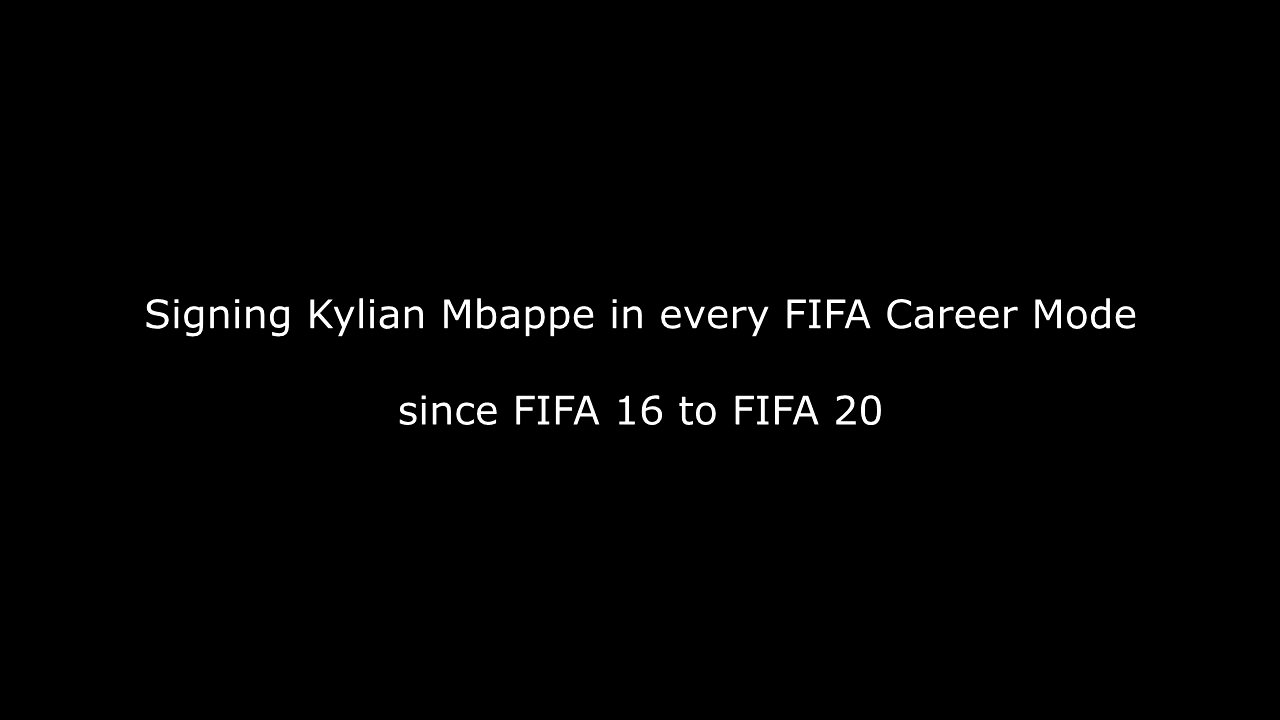 Signing Kylian Mbappe in every FIFA Career Mode
since FIFA 16 to FIFA 20